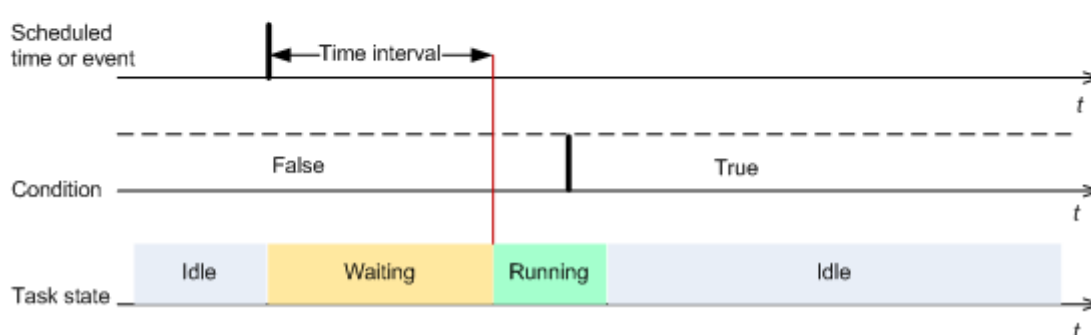 Scheduled
time or event
Time interval
t
False
True
Condition
t
Idle
Waiting
Running
Idle
Task state
t